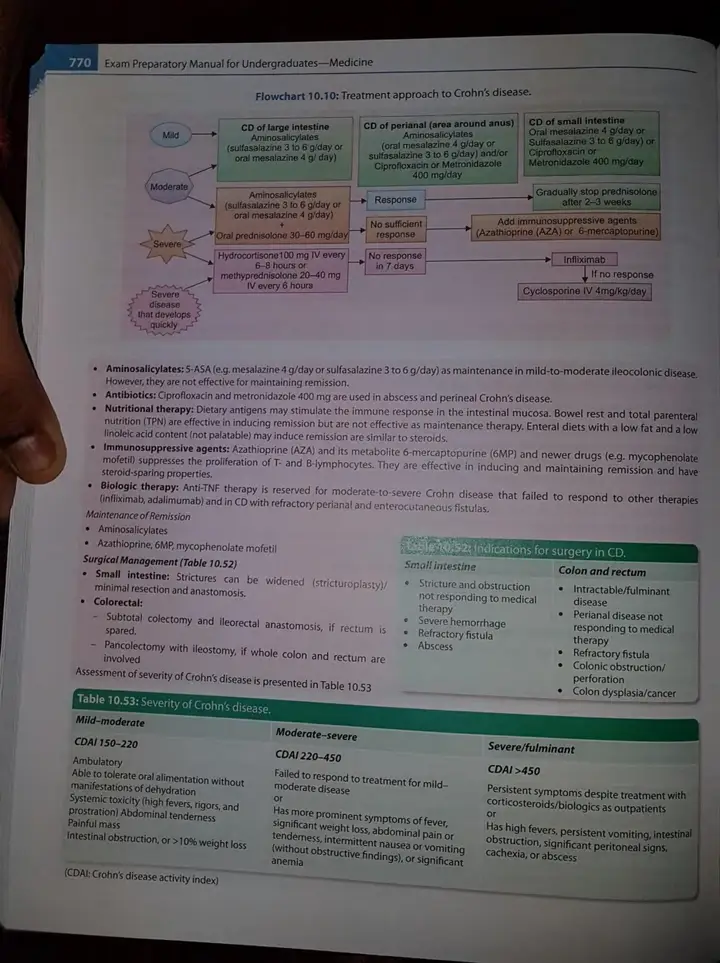 770 Exam Preparatory Manual for Undergraduates—Medicine
Flowchart 10.10: Treatment approach to Crohn's disease.
Mild
Moderate
Severe
Severe
disease
that develops
quickly
CD of large intestine
Aminosalicylates
(sulfasalazine 3 to 6 g/day or
oral mesalazine 4 g/ day)
CD of perianal (area around anus)
Aminosalicylates
(oral mesalazine 4 g/day or
sulfasalazine 3 to 6 g/day) and/or
Ciprofloxacin or Metronidazole
400 mg/day
CD of small intestine
Oral mesalazine 4 g/day or
Sulfasalazine 3 to 6 g/day) or
Ciprofloxacin or
Metronidazole 400 mg/day
Aminosalicylates
(sulfasalazine 3 to 6 g/day or
oral mesalazine 4 g/day)
+
Oral prednisolone 30–60 mg/day
Response
Gradually stop prednisolone
after 2–3 weeks
No sufficient
response
Add immunosuppressive agents
(Azathioprin (AZA) or 6-mercaptopurine)
Hydrocortisone100 mg IV every
6–8 hours or
methyprednisolone 20–40 mg
IV every 6 hours
No response
in 7 days
Infliximab
If no response
Cyclosporine IV 4mg/kg/day
• Aminosalicylates: 5-ASA (e.g. mesalazine 4 g/day or sulfasalazine 3 to 6 g/day) as maintenance in mild-to-moderate ileocolonic disease.
However, they are not effective for maintaining remission.
• Antibiotics: Ciprofloxacin and metronidazole 400 mg are used in abscess and perineal Crohn's disease.
• Nutritional therapy: Dietary antigens may stimulate the immune response in the intestinal mucosa. Bowel rest and total parenteral
nutrition (TPN) are effective in inducing remission but are not effective as maintenance therapy. Enteral diets with a low fat and a low
linoleic acid content (not palatable) may induce remission are similar to steroids.
• Immunosuppressive agents: Azathioprine (AZA) and its metabolite 6-mercaptopurine (6MP) and newer drugs (e.g. mycophenolate
mofetil) suppresses the proliferation of T- and B-lymphocytes. They are effective in inducing and maintaining remission and have
steroid-sparing properties.
• Biologic therapy: Anti-TNF therapy is reserved for moderate-to-severe Crohn disease that failed to respond to other therapies
(infliximab, adalimumab) and in CD with refractory perianal and enterocutaneous fistulas.
Maintenance of Remission
• Aminosalicylates
• Azathioprine, 6MP, mycophenolate mofetil
Surgical Management (Table 10.52)
• Small intestine: Strictures can be widened (stricturoplasty)/
minimal resection and anastomosis.
• Colorectal:
– Subtotal colectomy and ileorectal anastomosis, if rectum is
spared.
– Pancolectomy with ileostomy, if whole colon and rectum are
involved
Assessment of severity of Crohn's disease is presented in Table 10.53
Table 10.52: Indications for surgery in CD.
Small intestine
• Stricture and obstruction
not responding to medical
therapy
• Severe hemorrhage
• Refractory fistula
• Abscess
Colon and rectum
• Intractable/fulminant
disease
• Perianal disease not
responding to medical
therapy
• Refractory fistula
• Colonic obstruction/
perforation
• Colon dysplasia/cancer
Table 10.53: Severity of Crohn's disease.
Mild–moderate
CDAI 150–220
Ambulatory
Able to tolerate oral alimentation without
manifestations of dehydration
Systemic toxicity (high fevers, rigors, and
prostration) Abdominal tenderness
Painful mass
Intestinal obstruction, or >10% weight loss
Moderate–severe
CDAI 220–450
Failed to respond to treatment for mild–
moderate disease
or
Has more prominent symptoms of fever,
significant weight loss, abdominal pain or
tenderness, intermittent nausea or vomiting
(without obstructive findings), or significant
anemia
Severe/fulminant
CDAI >450
Persistent symptoms despite treatment with
corticosteroids/biologics as outpatients
or
Has high fevers, persistent vomiting, intestinal
obstruction, significant peritoneal signs,
cachexia, or abscess
(CDAI: Crohn's disease activity index)